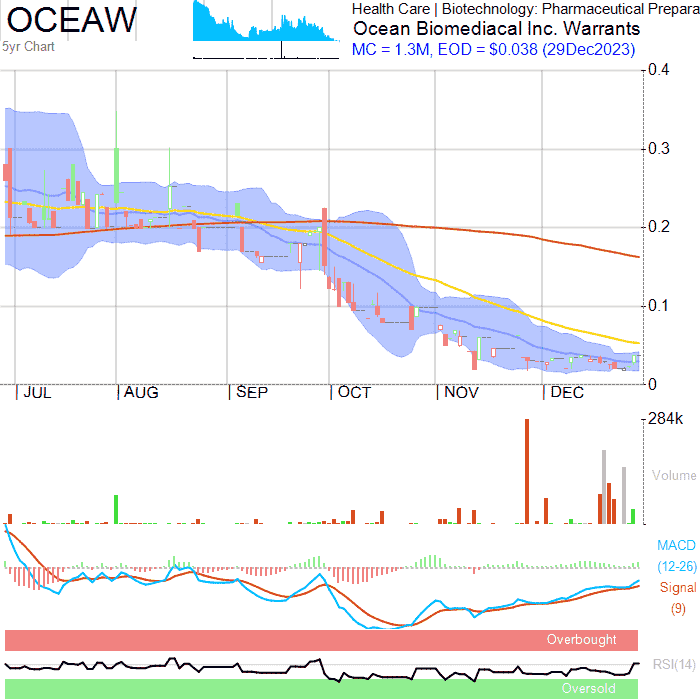 OCEAW
5yr Chart
Health Care | Biotechnology: Pharmaceutical Prepara
Ocean Biomediacal Inc. Warrants
MC = 1.3M, EOD = $0.038 (29Dec2023)
0.4
0.3
0.2
0.1
0
JUL AUG SEP OCT NOV DEC
284k
Volume
MACD
(12-26)
Signal
(9)
Overbought
RSI(14)
Oversold